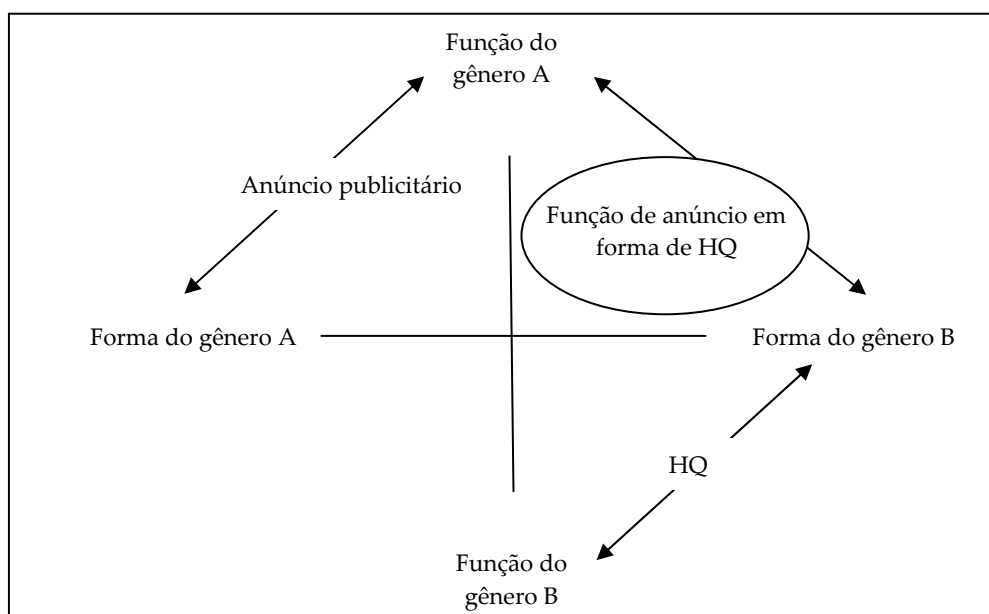 Função do
gênero A
Anúncio publicitário
Função de anúncio em
forma de HQ
Forma do gênero A
Forma do gênero B
HQ
Função do
gênero B